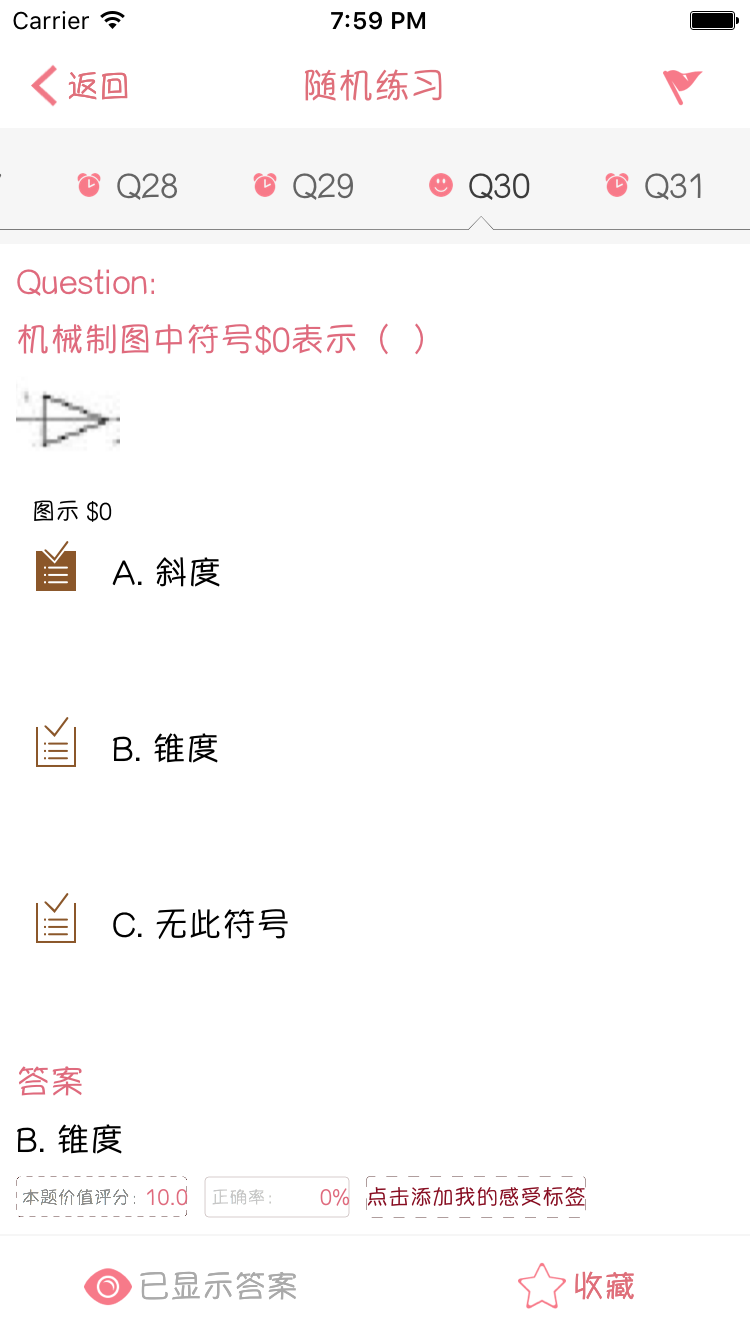 Carrier 7:59 PM
返回 随机练习
Q28 Q29 Q30 Q31
Question:
机械制图中符号$0表示（ ）
图示 $0
A. 斜度
B. 锥度
C. 无此符号
答案
B. 锥度
本题价值评分: 10.0 正确率: 0% 点击添加我的感受标签
已显示答案 收藏